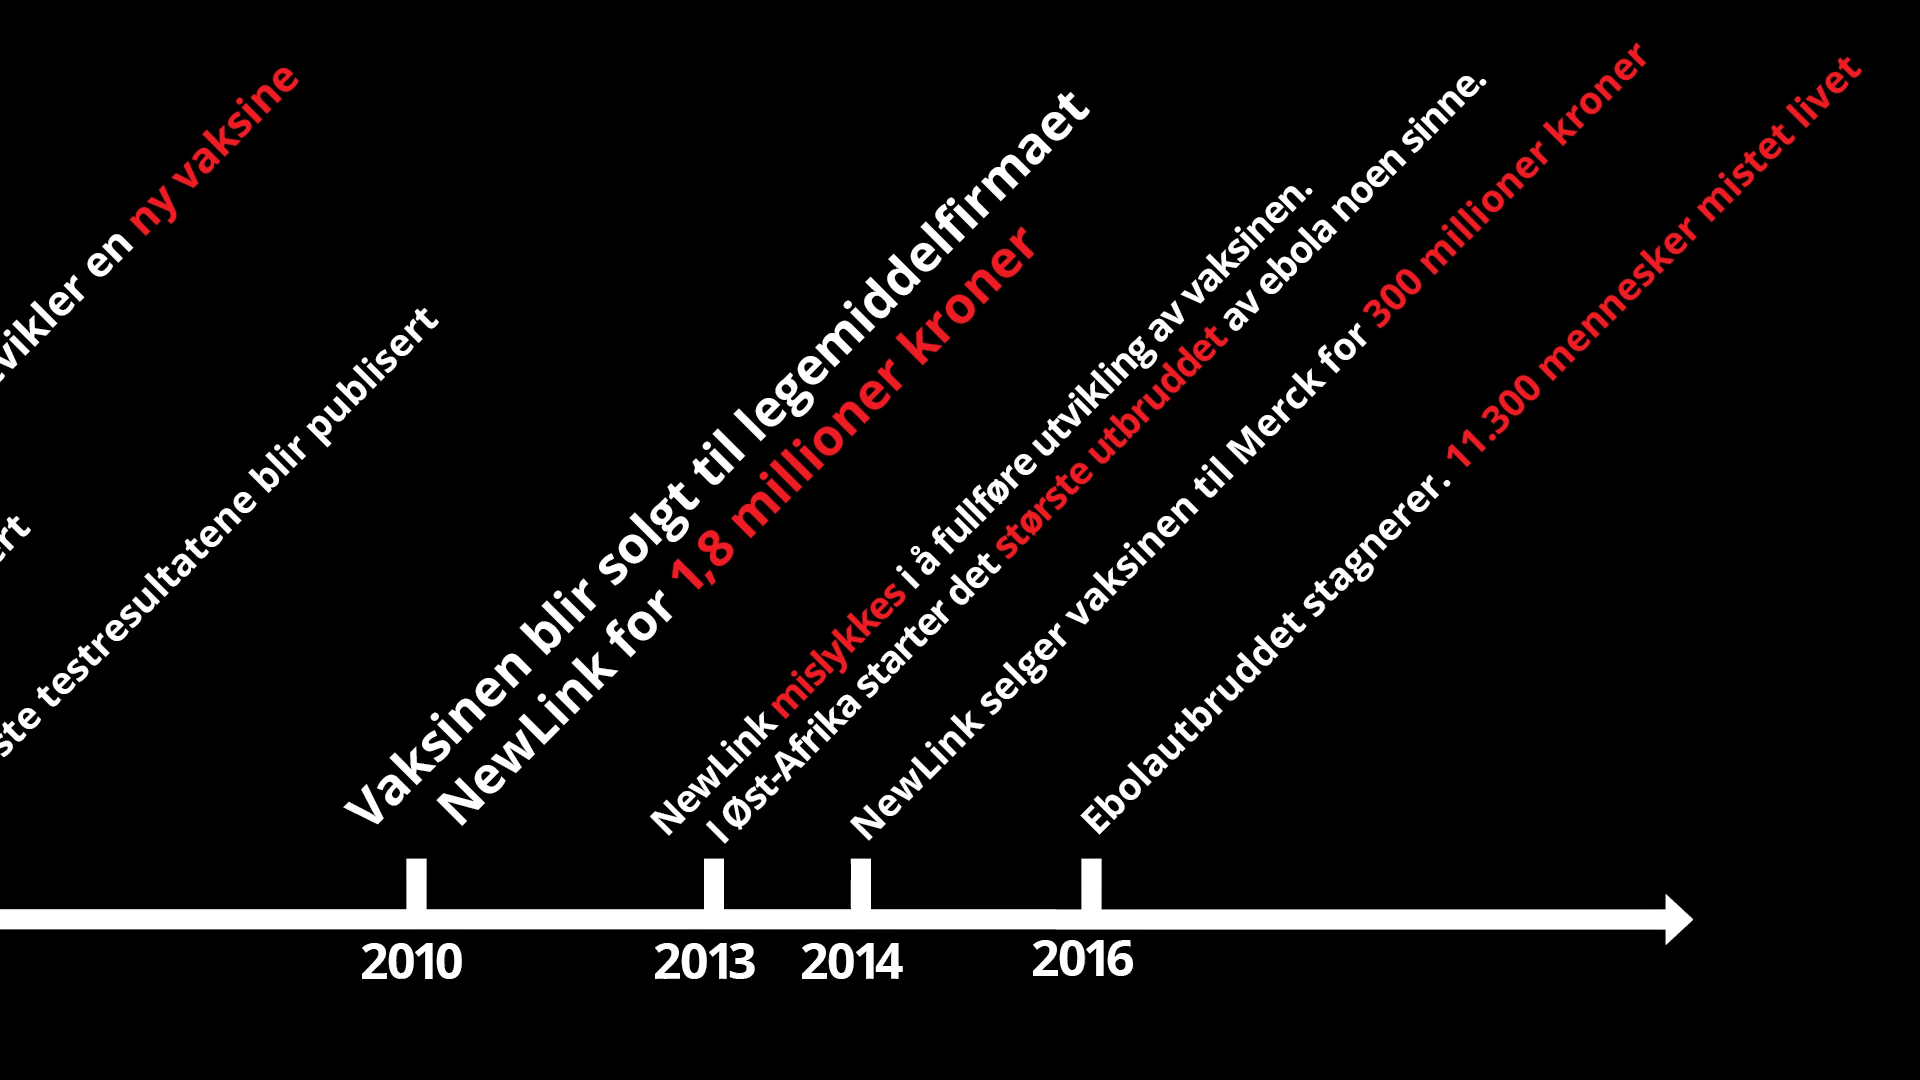 vikler en ny vaksine
ste testresultatene blir publisert
Vaksinen blir solgt til legemiddelfirmaet
NewLink for 1,8 millioner kroner
NewLink mislykkes i å fullføre utvikling av vaksinen.
I Øst-Afrika starter det største utbruddet av ebola noen sinne.
NewLink selger vaksinen til Merck for 300 millioner kroner
Ebolautbruddet stagnerer. 11.300 mennesker mistet livet
2010
2013
2014
2016